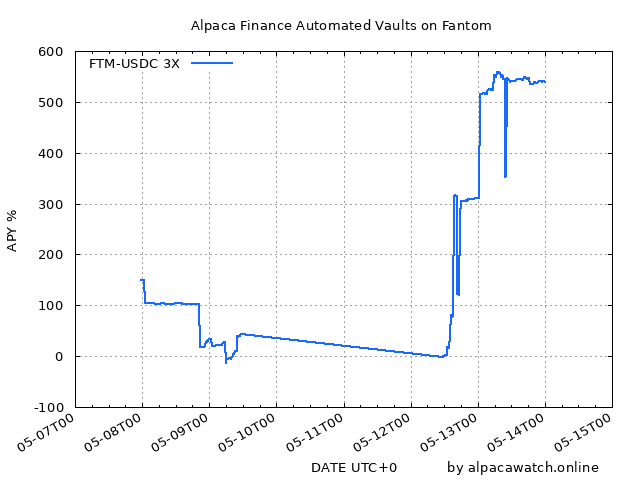 Alpaca Finance Automated Vaults on Fantom
600
FTM-USDC 3X
500
400
300
200
100
0
-100
APY %
05-07T00
05-08T00
05-09T00
05-10T00
05-11T00
05-12T00
05-13T00
05-14T00
05-15T00
DATE UTC+0
by alpacawatch.online